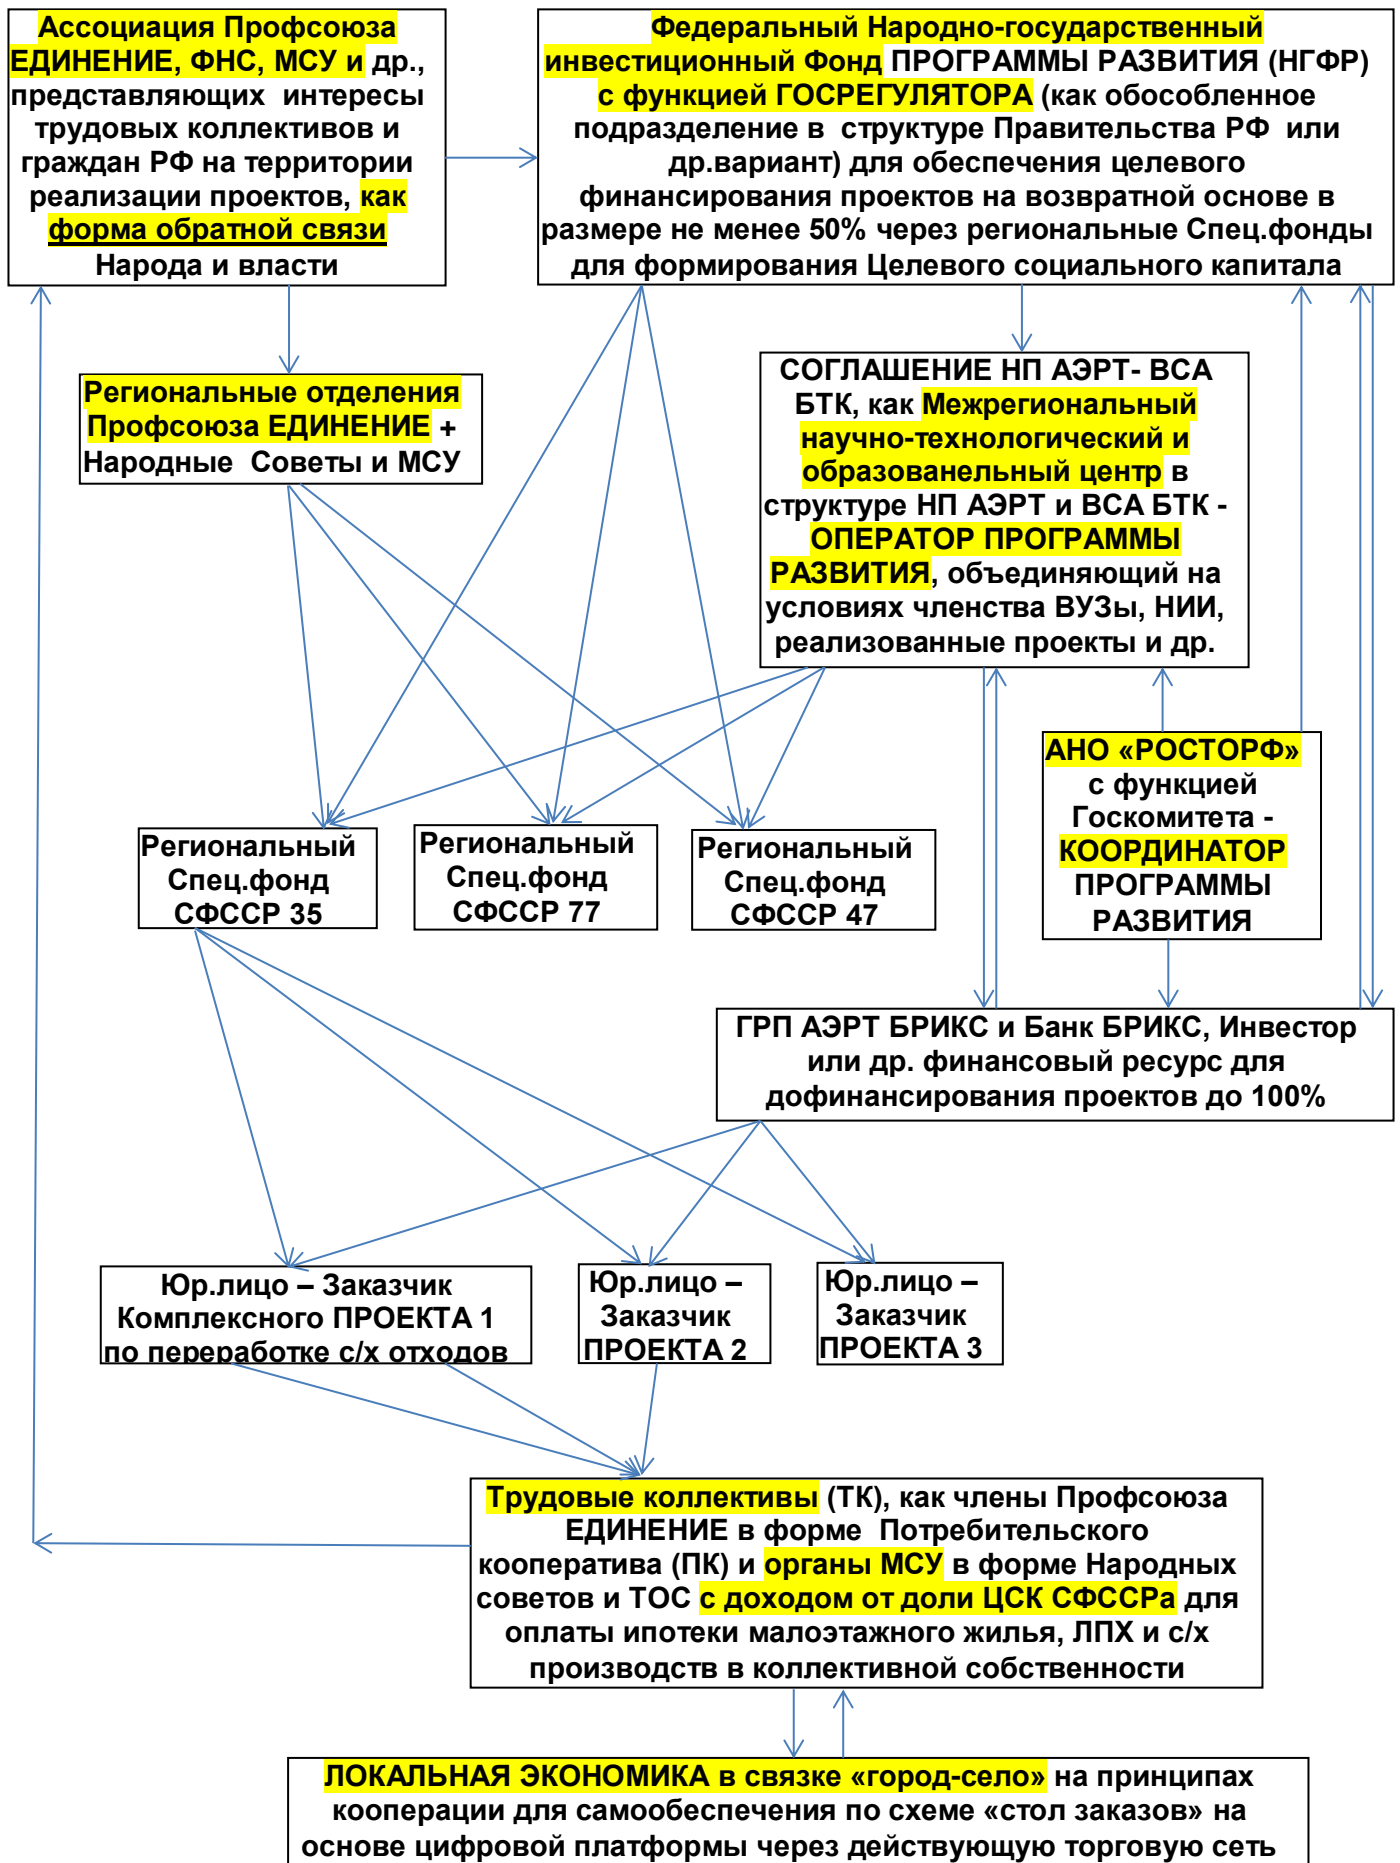 Ассоциация Профсоюза
ЕДИНЕНИЕ, ФНС, МСУ и др.,
представляющих интересы
трудовых коллективов и
граждан РФ на территории
реализации проектов, как
форма обратной связи
Народа и власти
Федеральный Народно-государственный
инвестиционный Фонд ПРОГРАММЫ РАЗВИТИЯ (НГФР)
с функцией ГОСРЕГУЛЯТОРА (как обособленное
подразделение в структуре Правительства РФ или
др.вариант) для обеспечения целевого
финансирования проектов на возвратной основе в
размере не менее 50% через региональные Спец.фонды
для формирования Целевого социального капитала
Региональные отделения
Профсоюза ЕДИНЕНИЕ +
Народные Советы и МСУ
СОГЛАШЕНИЕ НП АЭРТ- ВСА
БТК, как Межрегиональный
научно-технологический и
образованельный центр в
структуре НП АЭРТ и ВСА БТК -
ОПЕРАТОР ПРОГРАММЫ
РАЗВИТИЯ, объединяющий на
условиях членства ВУЗы, НИИ,
реализованные проекты и др.
АНО «РОСТОРФ»
с функцией
Госкомитета -
КООРДИНАТОР
ПРОГРАММЫ
РАЗВИТИЯ
Региональный
Спец.фонд
СФССР 35
Региональный
Спец.фонд
СФССР 77
Региональный
Спец.фонд
СФССР 47
ГРП АЭРТ БРИКС и Банк БРИКС, Инвестор
или др. финансовый ресурс для
дофинансирования проектов до 100%
Юр.лицо – Заказчик
Комплексного ПРОЕКТА 1
по переработке с/х отходов
Юр.лицо –
Заказчик
ПРОЕКТА 2
Юр.лицо –
Заказчик
ПРОЕКТА 3
Трудовые коллективы (ТК), как члены Профсоюза
ЕДИНЕНИЕ в форме Потребительского
кооператива (ПК) и органы МСУ в форме Народных
советов и ТОС с доходом от доли ЦСК СФССРа для
оплаты ипотеки малоэтажного жилья, ЛПХ и с/х
производств в коллективной собственности
ЛОКАЛЬНАЯ ЭКОНОМИКА в связке «город-село» на принципах
кооперации для самообеспечения по схеме «стол заказов» на
основе цифровой платформы через действующую торговую сеть